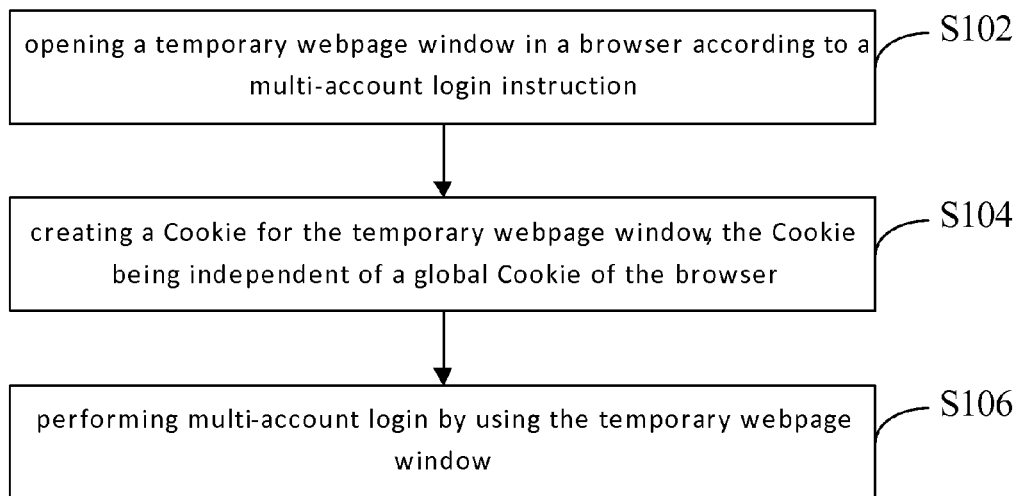 opening a temporary webpage window in a browser according to a
multi-account login instruction
S102
creating a Cookie for the temporary webpage window, the Cookie
being independent of a global Cookie of the browser
S104
performing multi-account login by using the temporary webpage
window
S106